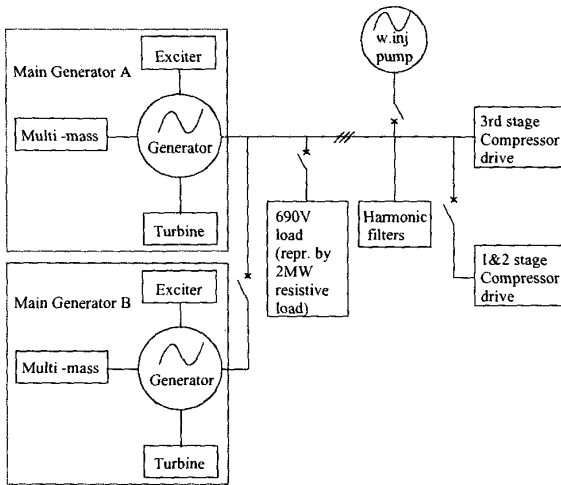 Main Generator A
Exciter
Multi -mass
Generator
Turbine
Main Generator B
Exciter
Multi -mass
Generator
Turbine
w.inj
pump
690V
load
(repr. by
2MW
resistive
load)
Harmonic
filters
3rd stage
Compressor
drive
1&2 stage
Compressor
drive